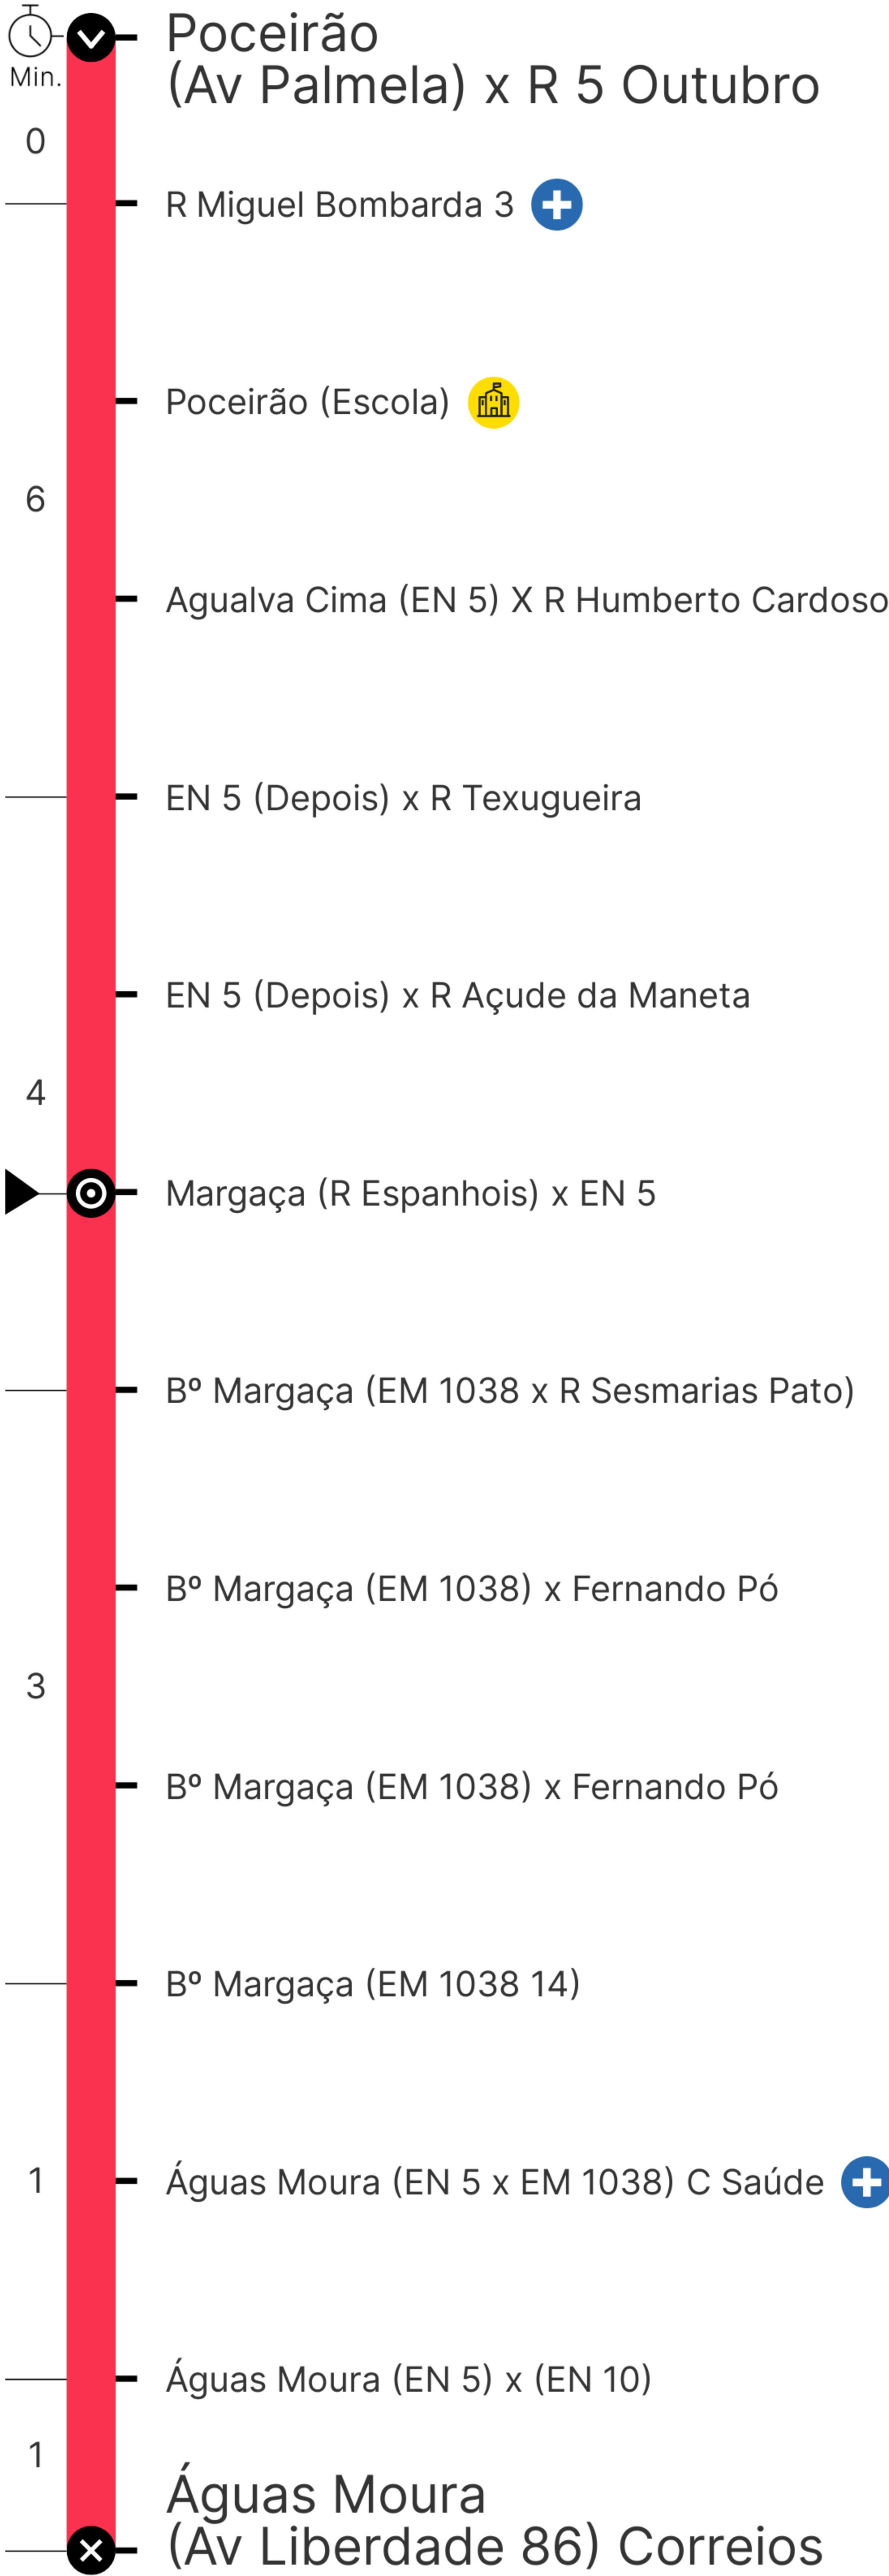 Min.
Poceirão
(Av Palmela) x R 5 Outubro
0
R Miguel Bombarda 3
Poceirão (Escola)
6
Agualva Cima (EN 5) X R Humberto Cardoso
EN 5 (Depois) x R Texugueira
EN 5 (Depois) x R Açude da Maneta
4
Margaça (R Espanhois) x EN 5
Bº Margaça (EM 1038 x R Sesmarias Pato)
Bº Margaça (EM 1038) x Fernando Pó
3
Bº Margaça (EM 1038) x Fernando Pó
Bº Margaça (EM 1038 14)
1
Águas Moura (EN 5 x EM 1038) C Saúde
Águas Moura (EN 5) x (EN 10)
1
Águas Moura
(Av Liberdade 86) Correios